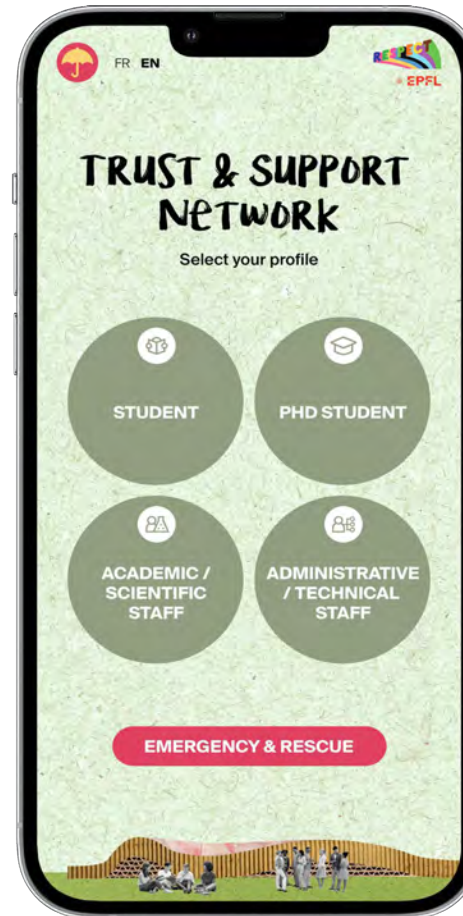 FR EN
RESPECT
EPFL
TRUST & SUPPORT
NETWORK
Select your profile
STUDENT
PHD STUDENT
ACADEMIC /
SCIENTIFIC
STAFF
ADMINISTRATIVE
/ TECHNICAL
STAFF
EMERGENCY & RESCUE